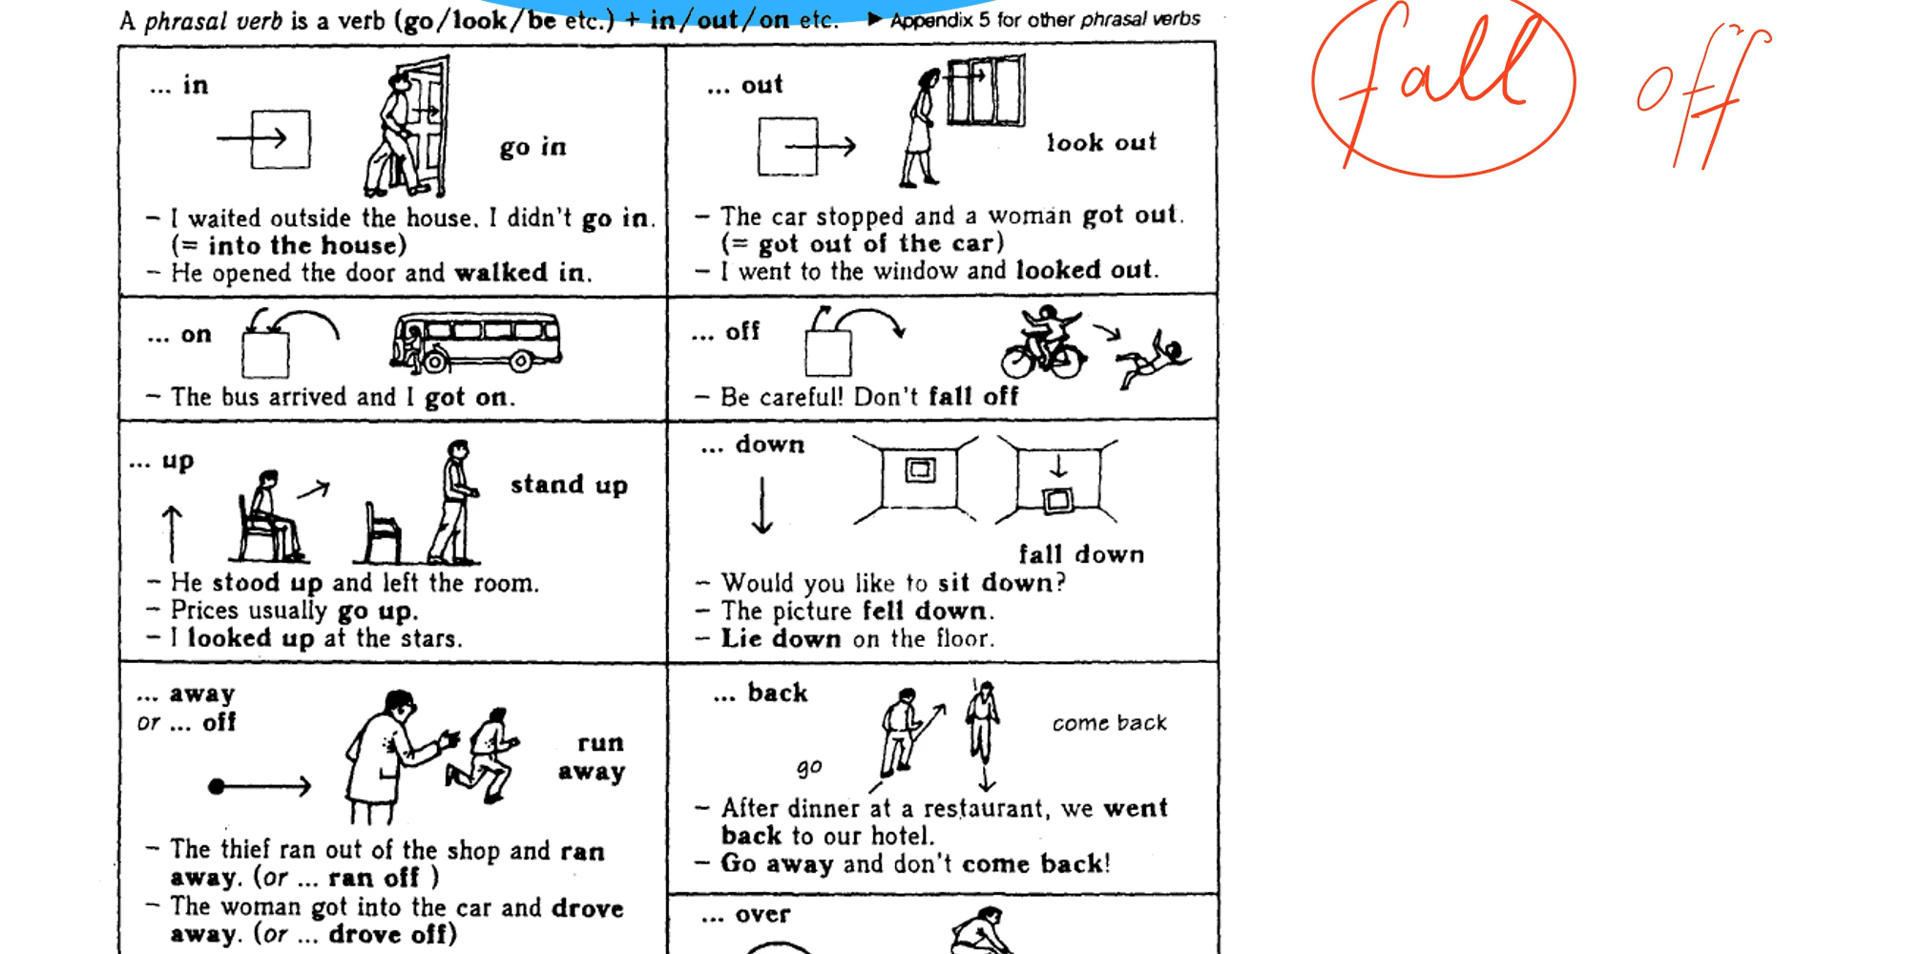 A phrasal verb is a verb (go/look/be etc.) + in/out/on etc. ► Appendix 5 for other phrasal verbs
... in
go in
– I waited outside the house. I didn't go in.
(= into the house)
– He opened the door and walked in.
... out
look out
– The car stopped and a woman got out.
(= got out of the car)
– I went to the window and looked out.
... on
– The bus arrived and I got on.
... off
– Be careful! Don't fall off
... up
stand up
– He stood up and left the room.
– Prices usually go up.
– I looked up at the stars.
... down
fall down
– Would you like to sit down?
– The picture fell down.
– Lie down on the floor.
... away
or ... off
run
away
– The thief ran out of the shop and ran
away. (or ... ran off )
– The woman got into the car and drove
away. (or ... drove off)
... back
go
come back
– After dinner at a restaurant, we went
back to our hotel.
– Go away and don't come back!
... over
fall off